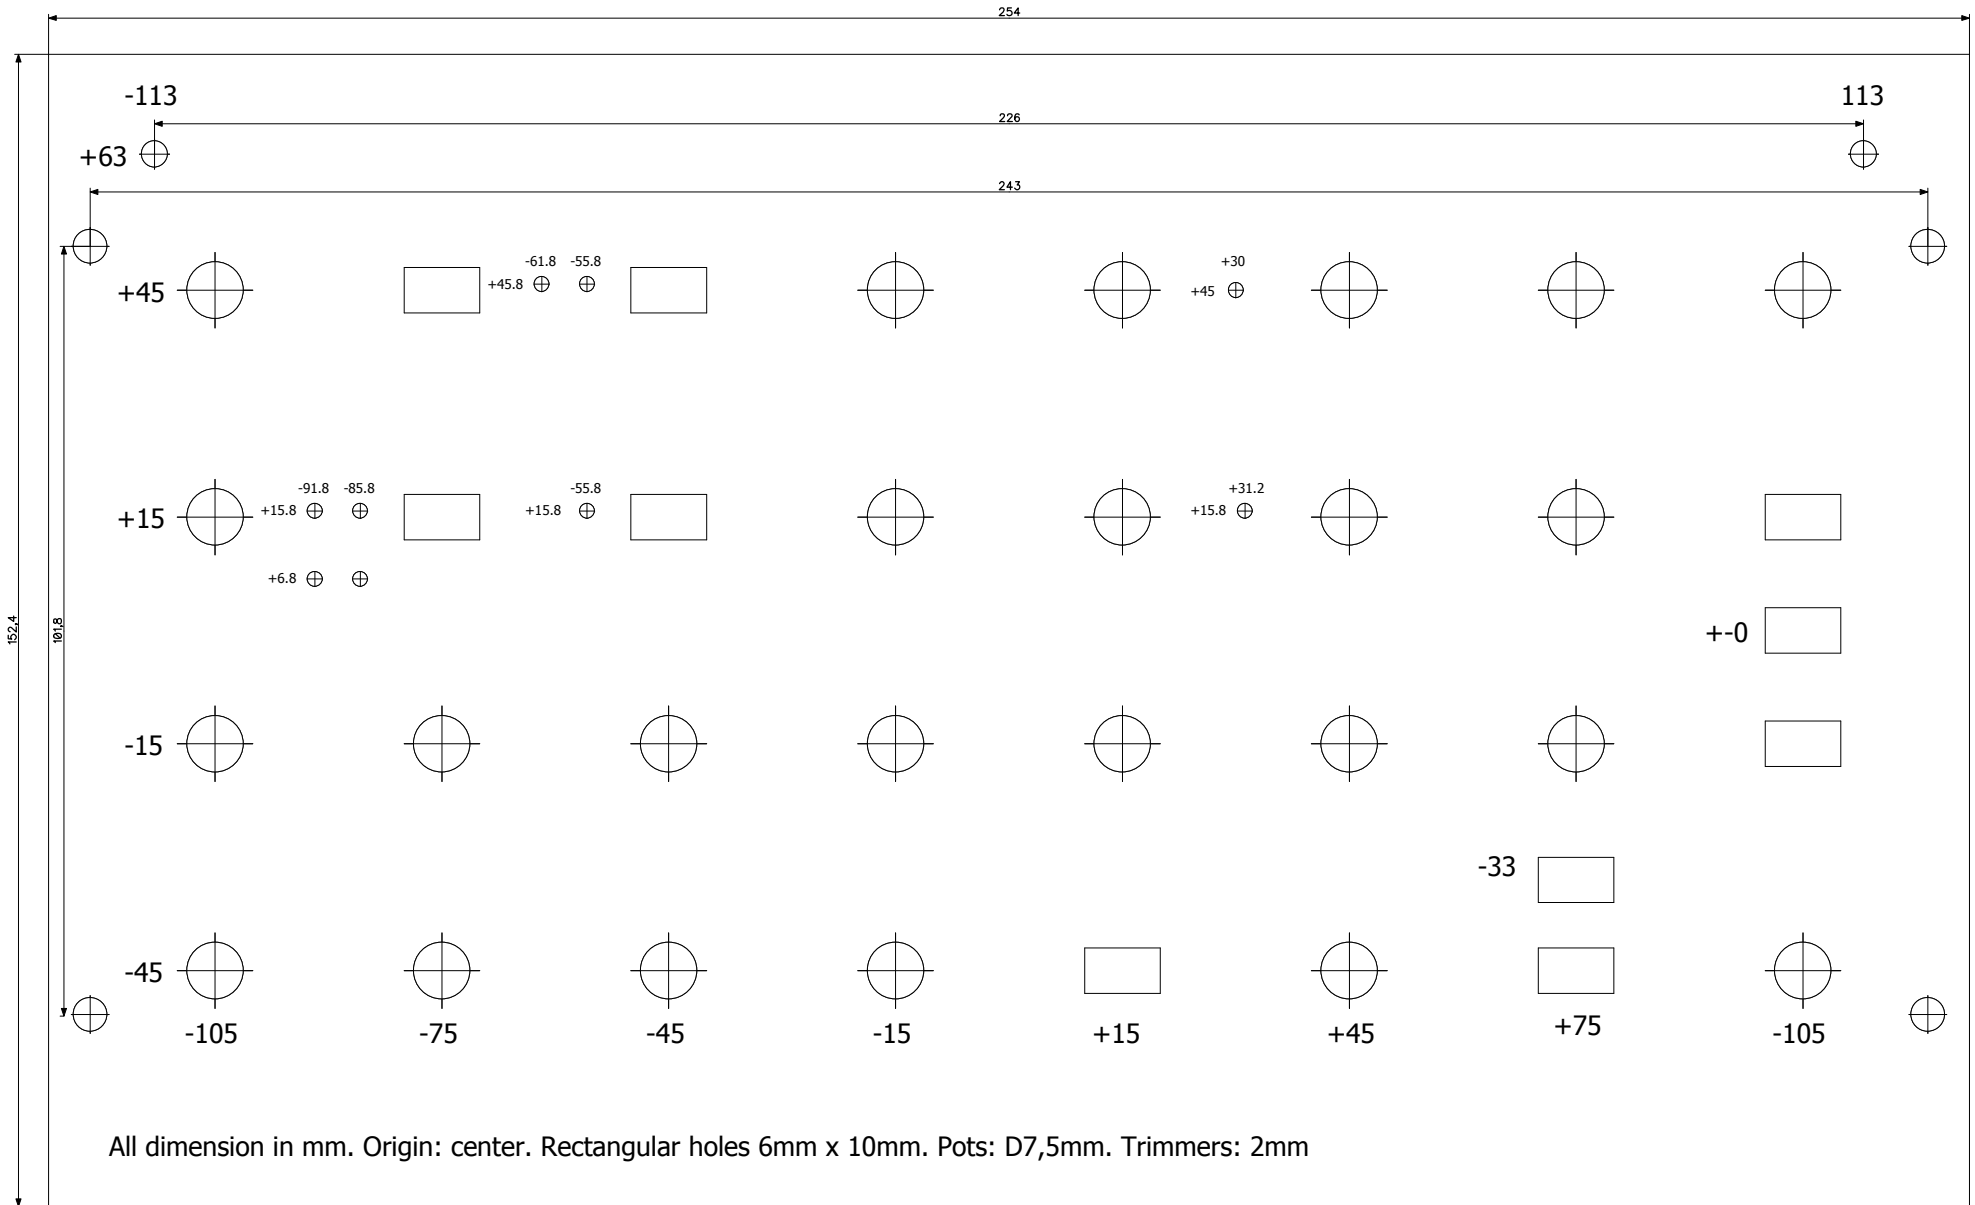 254
-113 113
226
+63
243
-61.8 -55.8 +30
+45 +45.8 +45
-91.8 -85.8 -55.8 +31.2
+15 +15.8 +15.8 +15.8
+6.8
152,4
101,8
+-0
-15
-33
-45
-105 -75 -45 -15 +15 +45 +75 -105
All dimension in mm. Origin: center. Rectangular holes 6mm x 10mm. Pots: D7,5mm. Trimmers: 2mm